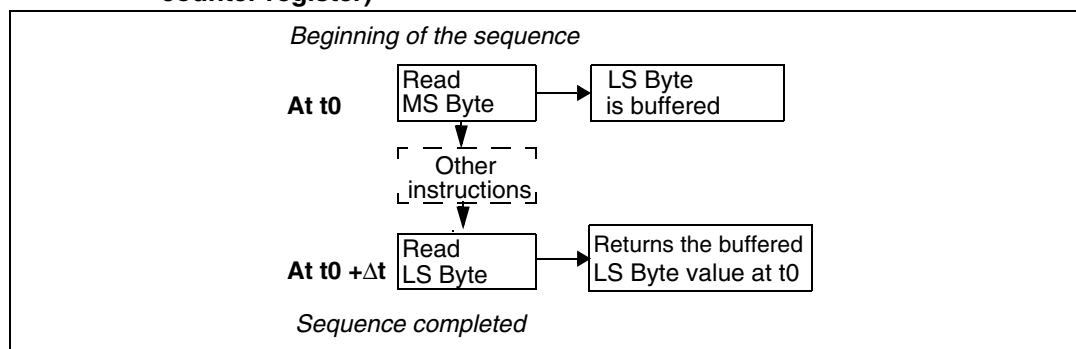 counter register)
Beginning of the sequence
At t0
Read
MS Byte
LS Byte
is buffered
Other
instructions
At t0 +Δt
Read
LS Byte
Returns the buffered
LS Byte value at t0
Sequence completed